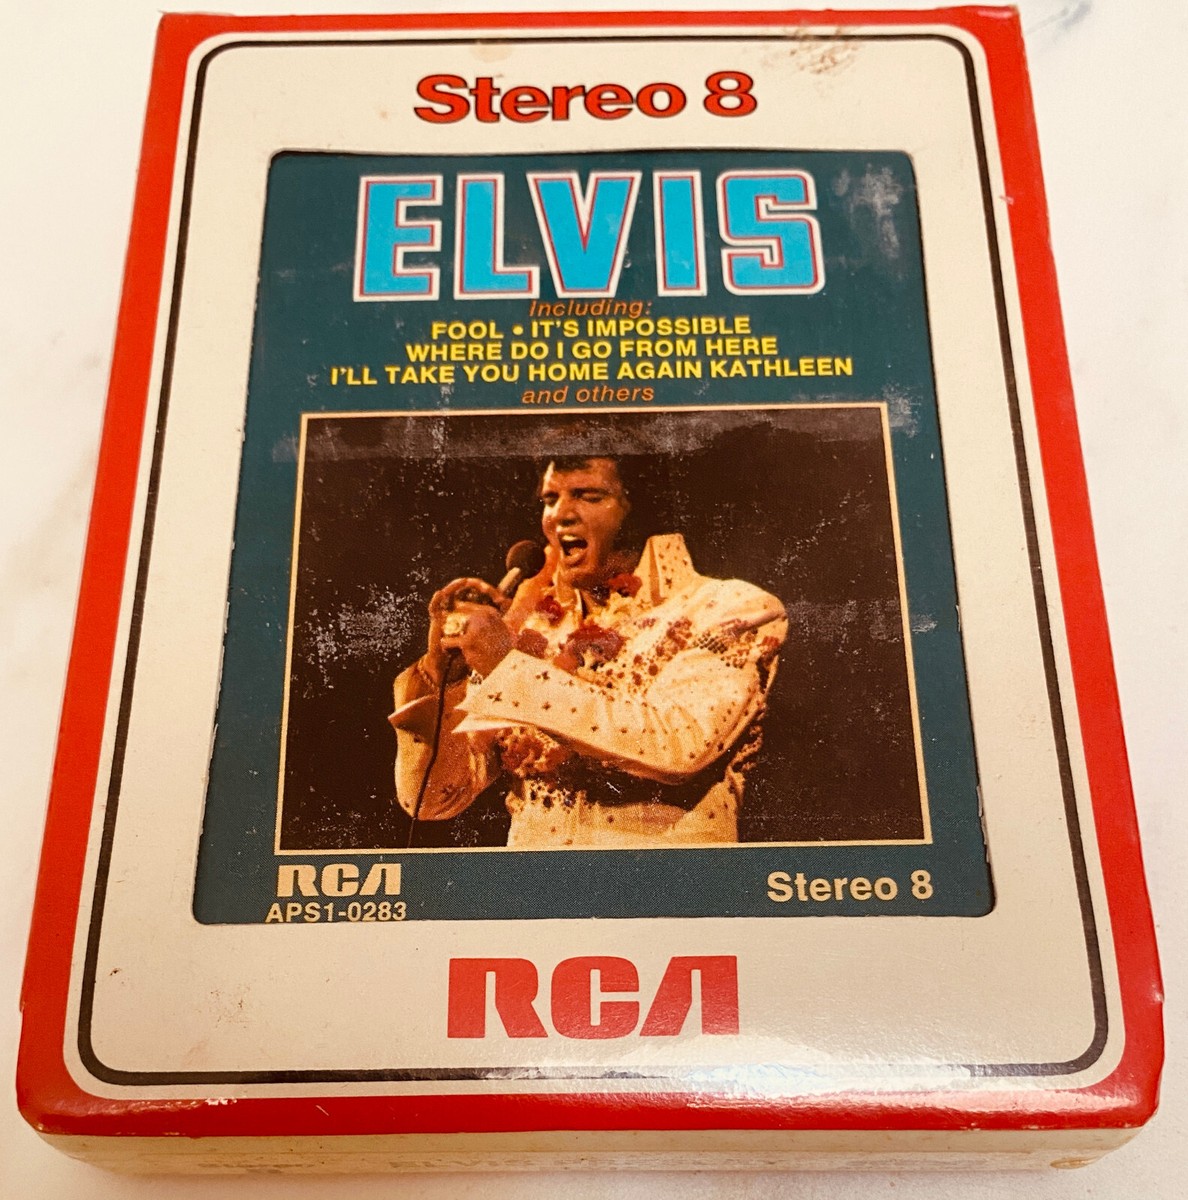 Stereo 8
ELVIS
Including:
FOOL • IT'S IMPOSSIBLE
WHERE DO I GO FROM HERE
I'LL TAKE YOU HOME AGAIN KATHLEEN
and others
RCA
APS1-0283
Stereo 8
RCA